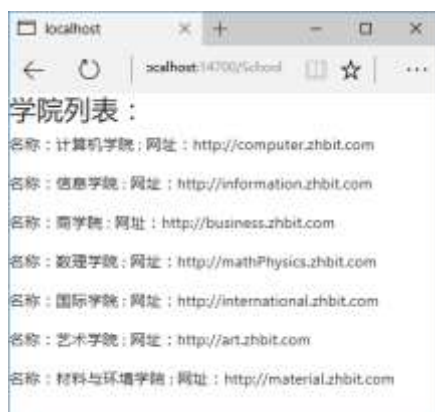 localhost
localhost:14700/School
学院列表：
名称：计算机学院；网址：http://computer.zhbit.com
名称：信息学院；网址：http://information.zhbit.com
名称：商学院；网址：http://business.zhbit.com
名称：数理学院；网址：http://mathPhysics.zhbit.com
名称：国际学院；网址：http://international.zhbit.com
名称：艺术学院；网址：http://art.zhbit.com
名称：材料与环境学院；网址：http://material.zhbit.com